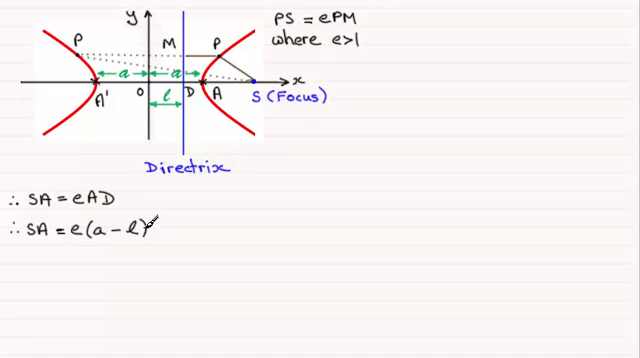 y
PS = ePM
where e>1
P M P
a a
A' O D A x
S (Focus)
l
Directrix
∴ SA = eAD
∴ SA = e(a - l)